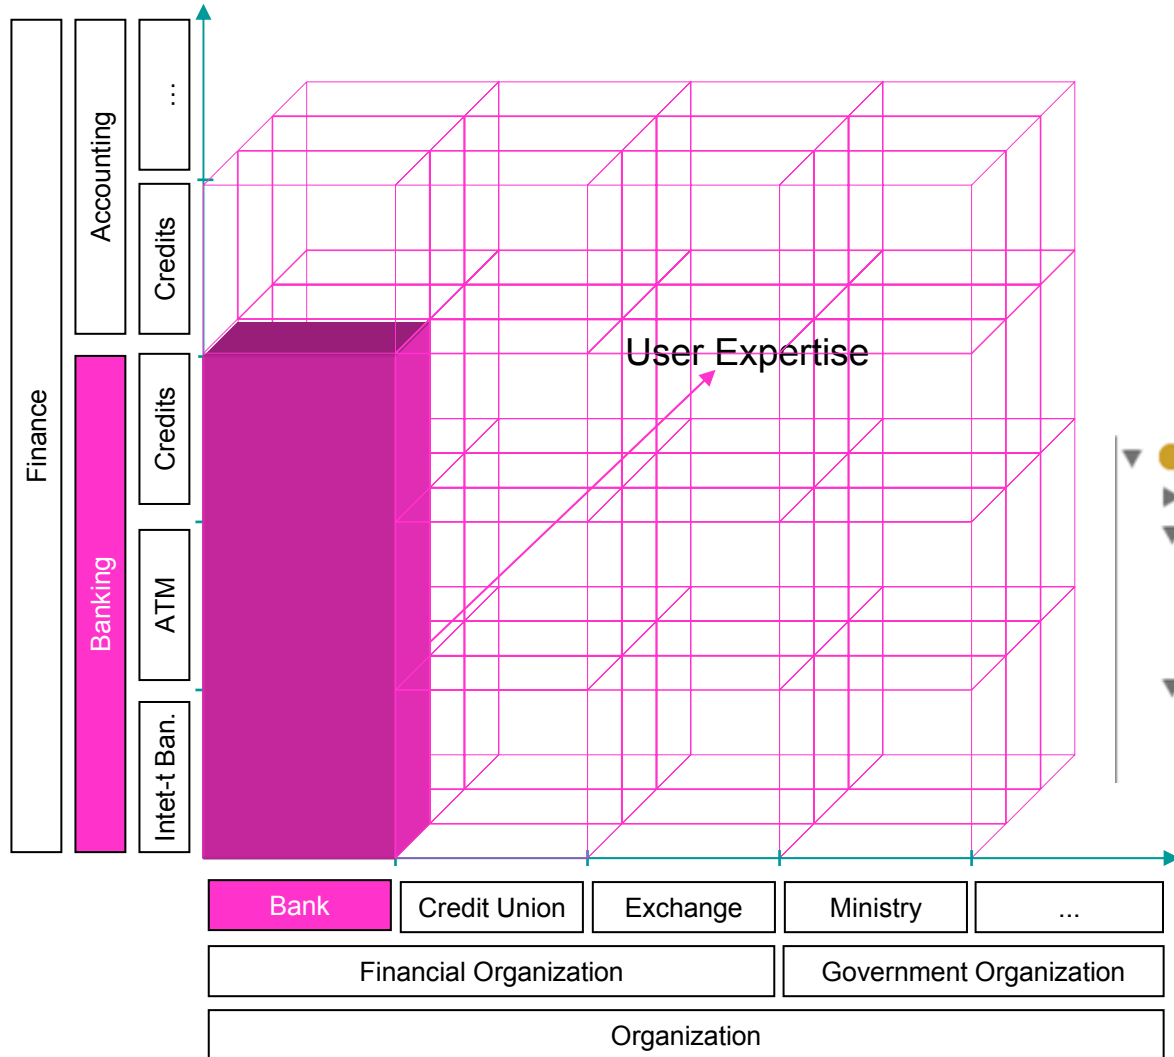 Finance
Accounting
Banking
...
Credits
Credits
ATM
Intet-t Ban.
User Expertise
Bank
Credit Union
Exchange
Ministry
...
Financial Organization
Government Organization
Organization